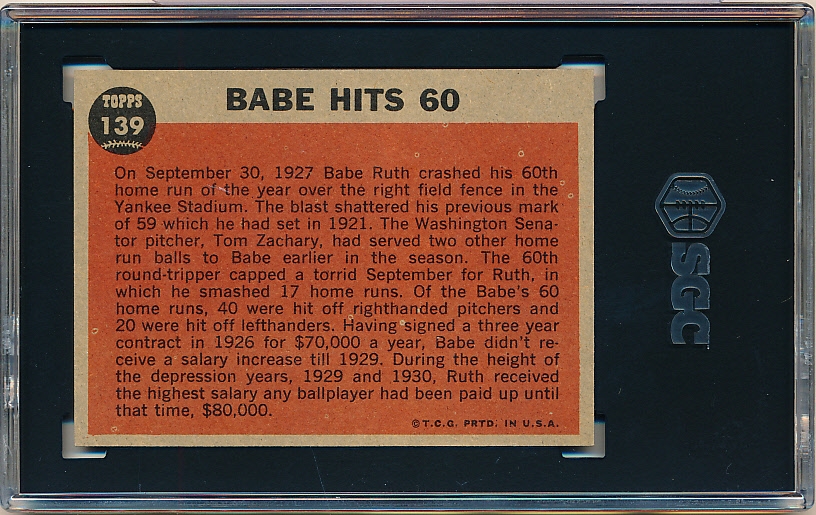 TOPPS
139
BABE HITS 60
On September 30, 1927 Babe Ruth crashed his 60th
home run of the year over the right field fence in the
Yankee Stadium. The blast shattered his previous mark
of 59 which he had set in 1921. The Washington Sena-
tor pitcher, Tom Zachary, had served two other home
run balls to Babe earlier in the season. The 60th
round-tripper capped a torrid September for Ruth, in
which he smashed 17 home runs. Of the Babe's 60
home runs, 40 were hit off righthanded pitchers and
20 were hit off lefthanders. Having signed a three year
contract in 1926 for $70,000 a year, Babe didn't re-
ceive a salary increase till 1929. During the height of
the depression years, 1929 and 1930, Ruth received
the highest salary any ballplayer had been paid up until
that time, $80,000.
©T.C.G. PRTD. IN U.S.A.
SGC